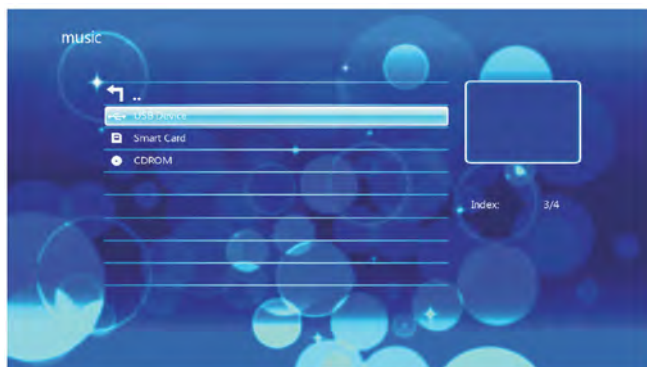 music
..
USB Device
Smart Card
CDROM
Index: 3/4